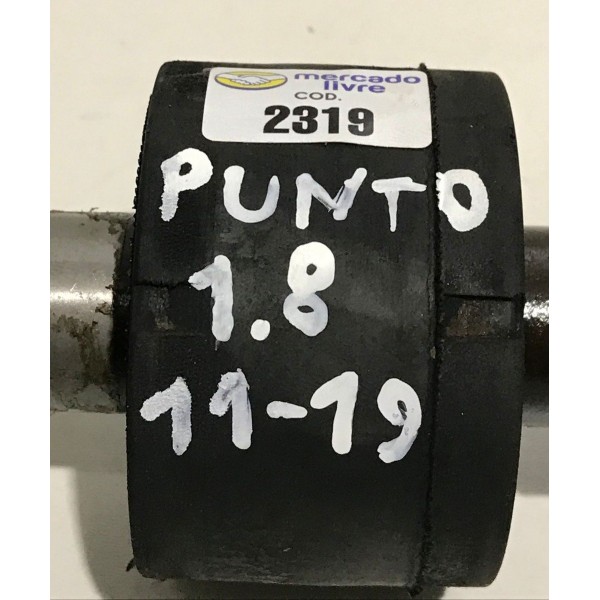 mercado
livre
COD.
2319
PUNTO
1.8
11-19